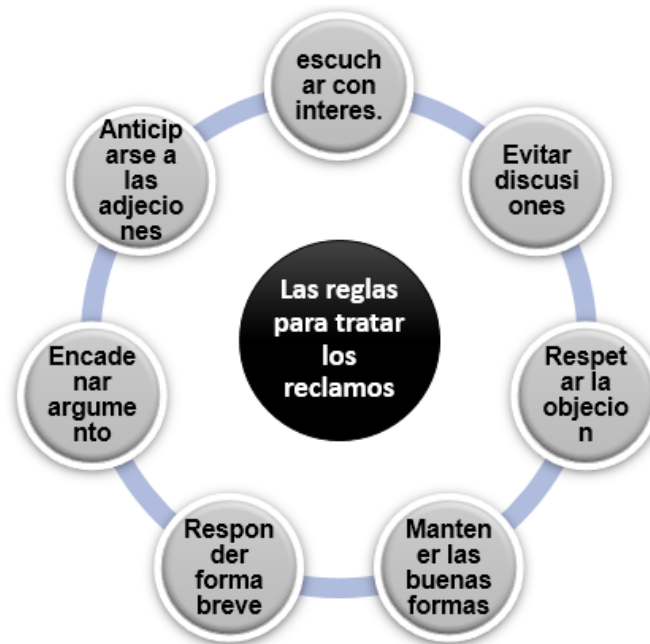 escuch
ar con
interes.
Evitar
discusi
ones
Respet
ar la
objecio
n
Manten
er las
buenas
formas
Respon
der
forma
breve
Encade
nar
argume
nto
Anticip
arse a
las
adjecio
nes
Las reglas
para tratar
los
reclamos